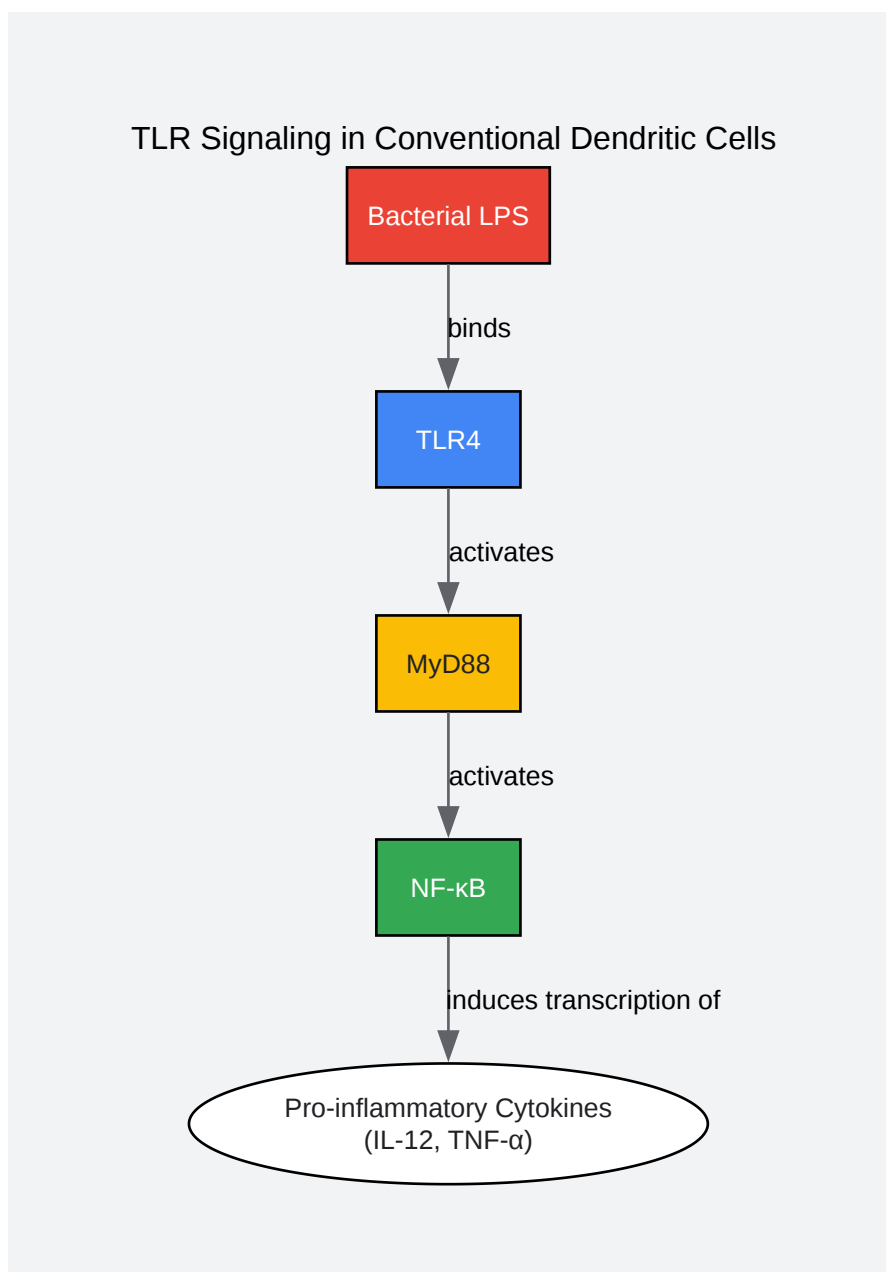 TLR Signaling in Conventional Dendritic Cells
Bacterial LPS
binds
TLR4
activates
MyD88
activates
NF-κB
induces transcription of
Pro-inflammatory Cytokines
(IL-12, TNF-α)